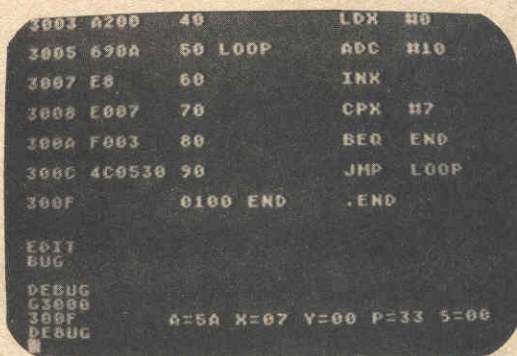 3003 A200 40 LDX #0
3005 690A 50 LOOP ADC #10
3007 E8 60 INX
3008 E007 70 CPX #7
300A F003 80 BEQ END
300C 4C0530 90 JMP LOOP
300F 0100 END .END
EDIT
BUG
DEBUG
G3000
300F A=5A X=07 Y=00 P=33 S=00
DEBUG